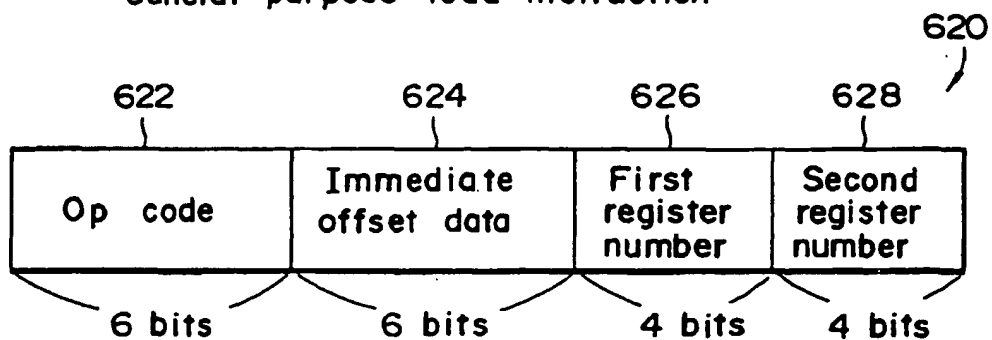 620
622 624 626 628
Op code
Immediate
offset data
First
register
number
Second
register
number
6 bits 6 bits 4 bits 4 bits